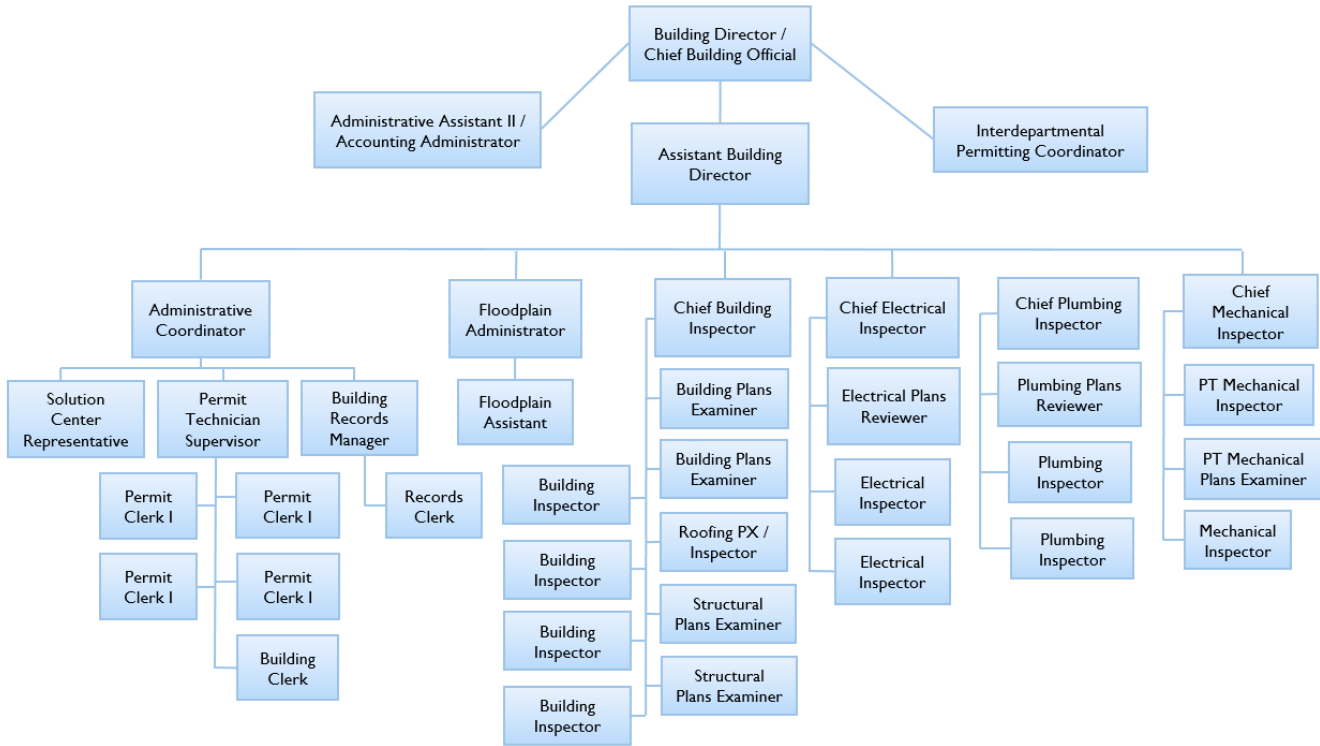 Building Director /
Chief Building Official
Administrative Assistant II /
Accounting Administrator
Assistant Building
Director
Interdepartmental
Permitting Coordinator
Administrative
Coordinator
Floodplain
Administrator
Chief Building
Inspector
Chief Electrical
Inspector
Chief Plumbing
Inspector
Chief
Mechanical
Inspector
Solution
Center
Representative
Permit
Technician
Supervisor
Building
Records
Manager
Permit
Clerk I
Permit
Clerk I
Permit
Clerk I
Permit
Clerk I
Building
Clerk
Records
Clerk
Floodplain
Assistant
Building Plans
Examiner
Building Plans
Examiner
Roofing PX /
Inspector
Structural
Plans Examiner
Structural
Plans Examiner
Building
Inspector
Building
Inspector
Building
Inspector
Building
Inspector
Electrical Plans
Reviewer
Electrical
Inspector
Electrical
Inspector
Plumbing Plans
Reviewer
Plumbing
Inspector
Plumbing
Inspector
PT Mechanical
Inspector
PT Mechanical
Plans Examiner
Mechanical
Inspector